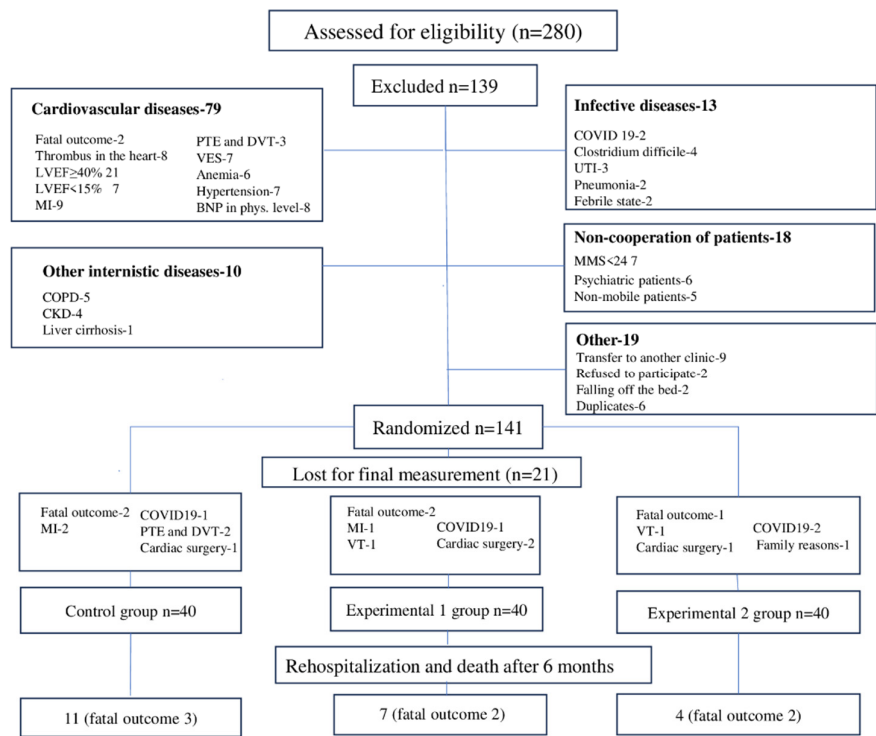 Assessed for eligibility (n=280)
Excluded n=139
Cardiovascular diseases-79
Fatal outcome-2
Thrombus in the heart-8
LVEF≥40% 21
LVEF<15% 7
MI-9
PTE and DVT-3
VES-7
Anemia-6
Hypertension-7
BNP in phys. level-8
Infective diseases-13
COVID 19-2
Clostridium difficile-4
UTI-3
Pneumonia-2
Febrile state-2
Other internistic diseases-10
COPD-5
CKD-4
Liver cirrhosis-1
Non-cooperation of patients-18
MMS<24 7
Psychiatric patients-6
Non-mobile patients-5
Other-19
Transfer to another clinic-9
Refused to participate-2
Falling off the bed-2
Duplicates-6
Randomized n=141
Lost for final measurement (n=21)
Fatal outcome-2
MI-2
COVID19-1
PTE and DVT-2
Cardiac surgery-1
Fatal outcome-2
MI-1
VT-1
COVID19-1
Cardiac surgery-2
Fatal outcome-1
VT-1
Cardiac surgery-1
COVID19-2
Family reasons-1
Control group n=40
Experimental 1 group n=40
Experimental 2 group n=40
Rehospitalization and death after 6 months
11 (fatal outcome 3)
7 (fatal outcome 2)
4 (fatal outcome 2)